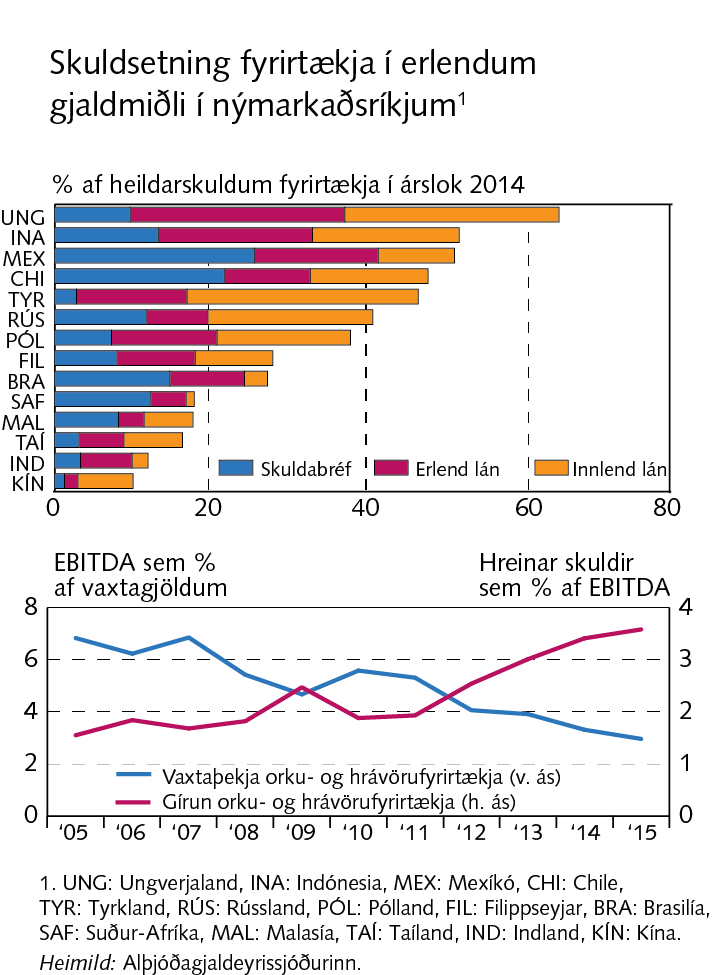 Skuldsetning fyrirtækja í erlendum
gjaldmiðli í nýmarkaðsríkjum¹
% af heildarskuldum fyrirtækja í árslok 2014
UNG
INA
MEX
CHI
TYR
RÚS
PÓL
FIL
BRA
SAF
MAL
TAÍ
IND
KÍN
Skuldabréf Erlend lán Innlend lán
0 20 40 60 80
EBITDA sem %
af vaxtagjöldum
Hreinar skuldir
sem % af EBITDA
8 4
6 3
4 2
2 1
0 0
Vaxtaþekja orku- og hrávörufyrirtækja (v. ás)
Gírun orku- og hrávörufyrirtækja (h. ás)
‘05 ‘06 ‘07 ‘08 ‘09 ‘10 ‘11 ‘12 ‘13 ‘14 ‘15
1. UNG: Ungverjaland, INA: Indónesia, MEX: Mexíkó, CHI: Chile,
TYR: Tyrkland, RÚS: Rússland, PÓL: Pólland, FIL: Filippseyjar, BRA: Brasilía,
SAF: Suður-Afríka, MAL: Malasía, TAÍ: Taíland, IND: Indland, KÍN: Kína.
Heimild: Alþjóðagjaldeyrissjóðurinn.